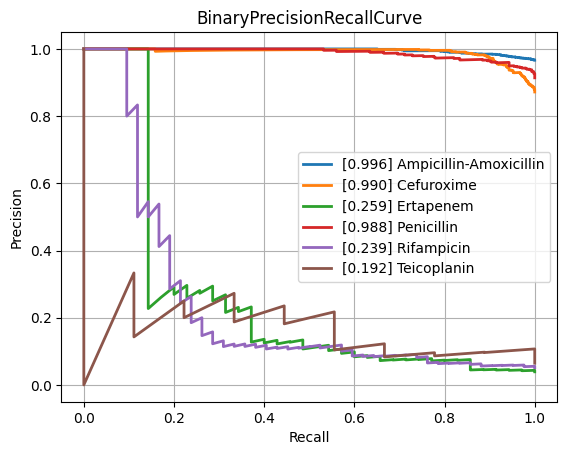 BinaryPrecisionRecallCurve
1.0
0.8
0.6
0.4
0.2
0.0
Precision
[0.996] Ampicillin-Amoxicillin
[0.990] Cefuroxime
[0.259] Ertapenem
[0.988] Penicillin
[0.239] Rifampicin
[0.192] Teicoplanin
0.0 0.2 0.4 0.6 0.8 1.0
Recall